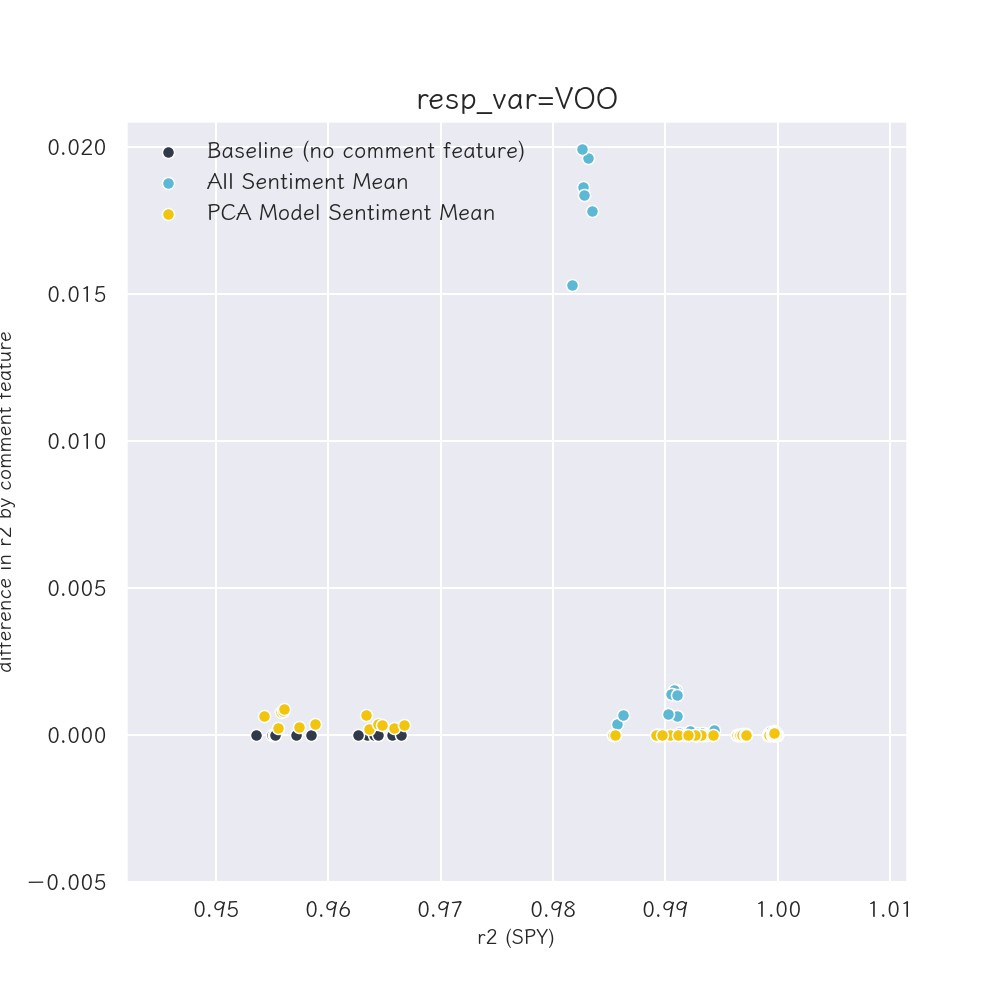 resp_var=VOO
Baseline (no comment feature)
All Sentiment Mean
PCA Model Sentiment Mean
0.020
0.015
0.010
0.005
0.000
−0.005
difference in r2 by comment feature
0.95 0.96 0.97 0.98 0.99 1.00 1.01
r2 (SPY)